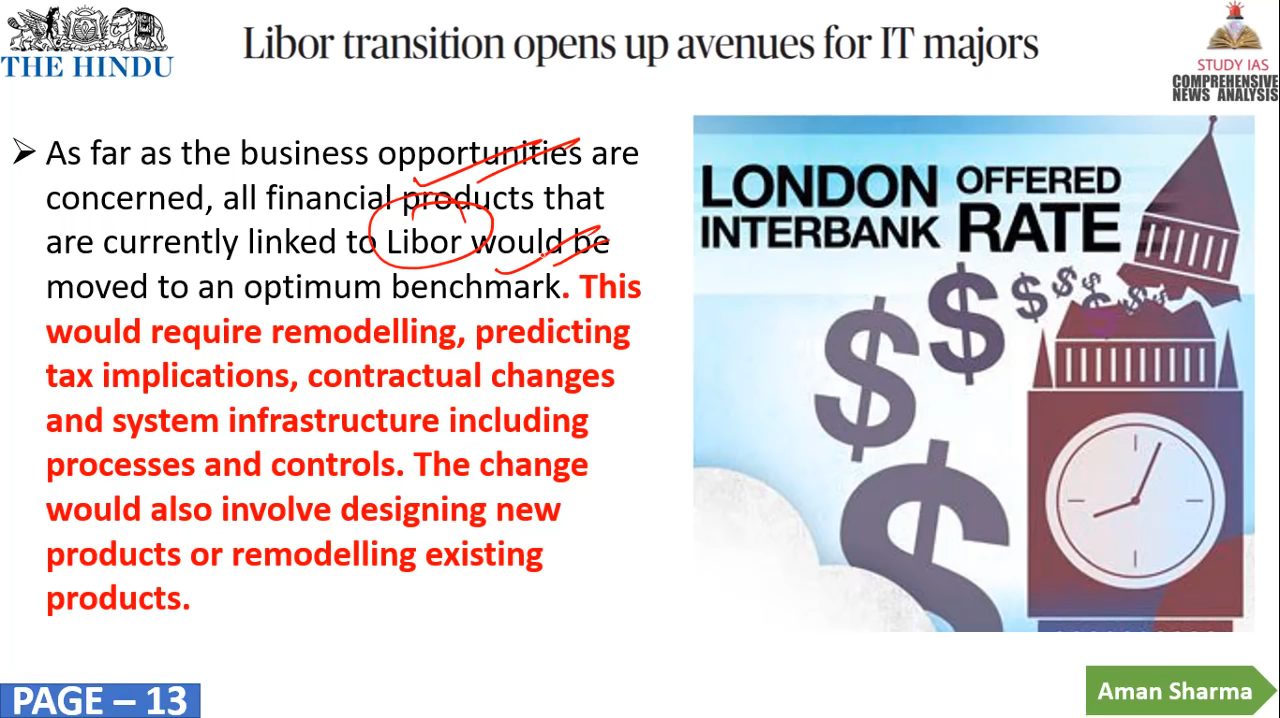 THE HINDU
Libor transition opens up avenues for IT majors
STUDY IAS
COMPREHENSIVE
NEWS ANALYSIS
➢ As far as the business opportunities are
concerned, all financial products that
are currently linked to Libor would be
moved to an optimum benchmark. This
would require remodelling, predicting
tax implications, contractual changes
and system infrastructure including
processes and controls. The change
would also involve designing new
products or remodelling existing
products.
LONDON OFFERED
INTERBANK RATE
PAGE – 13
Aman Sharma